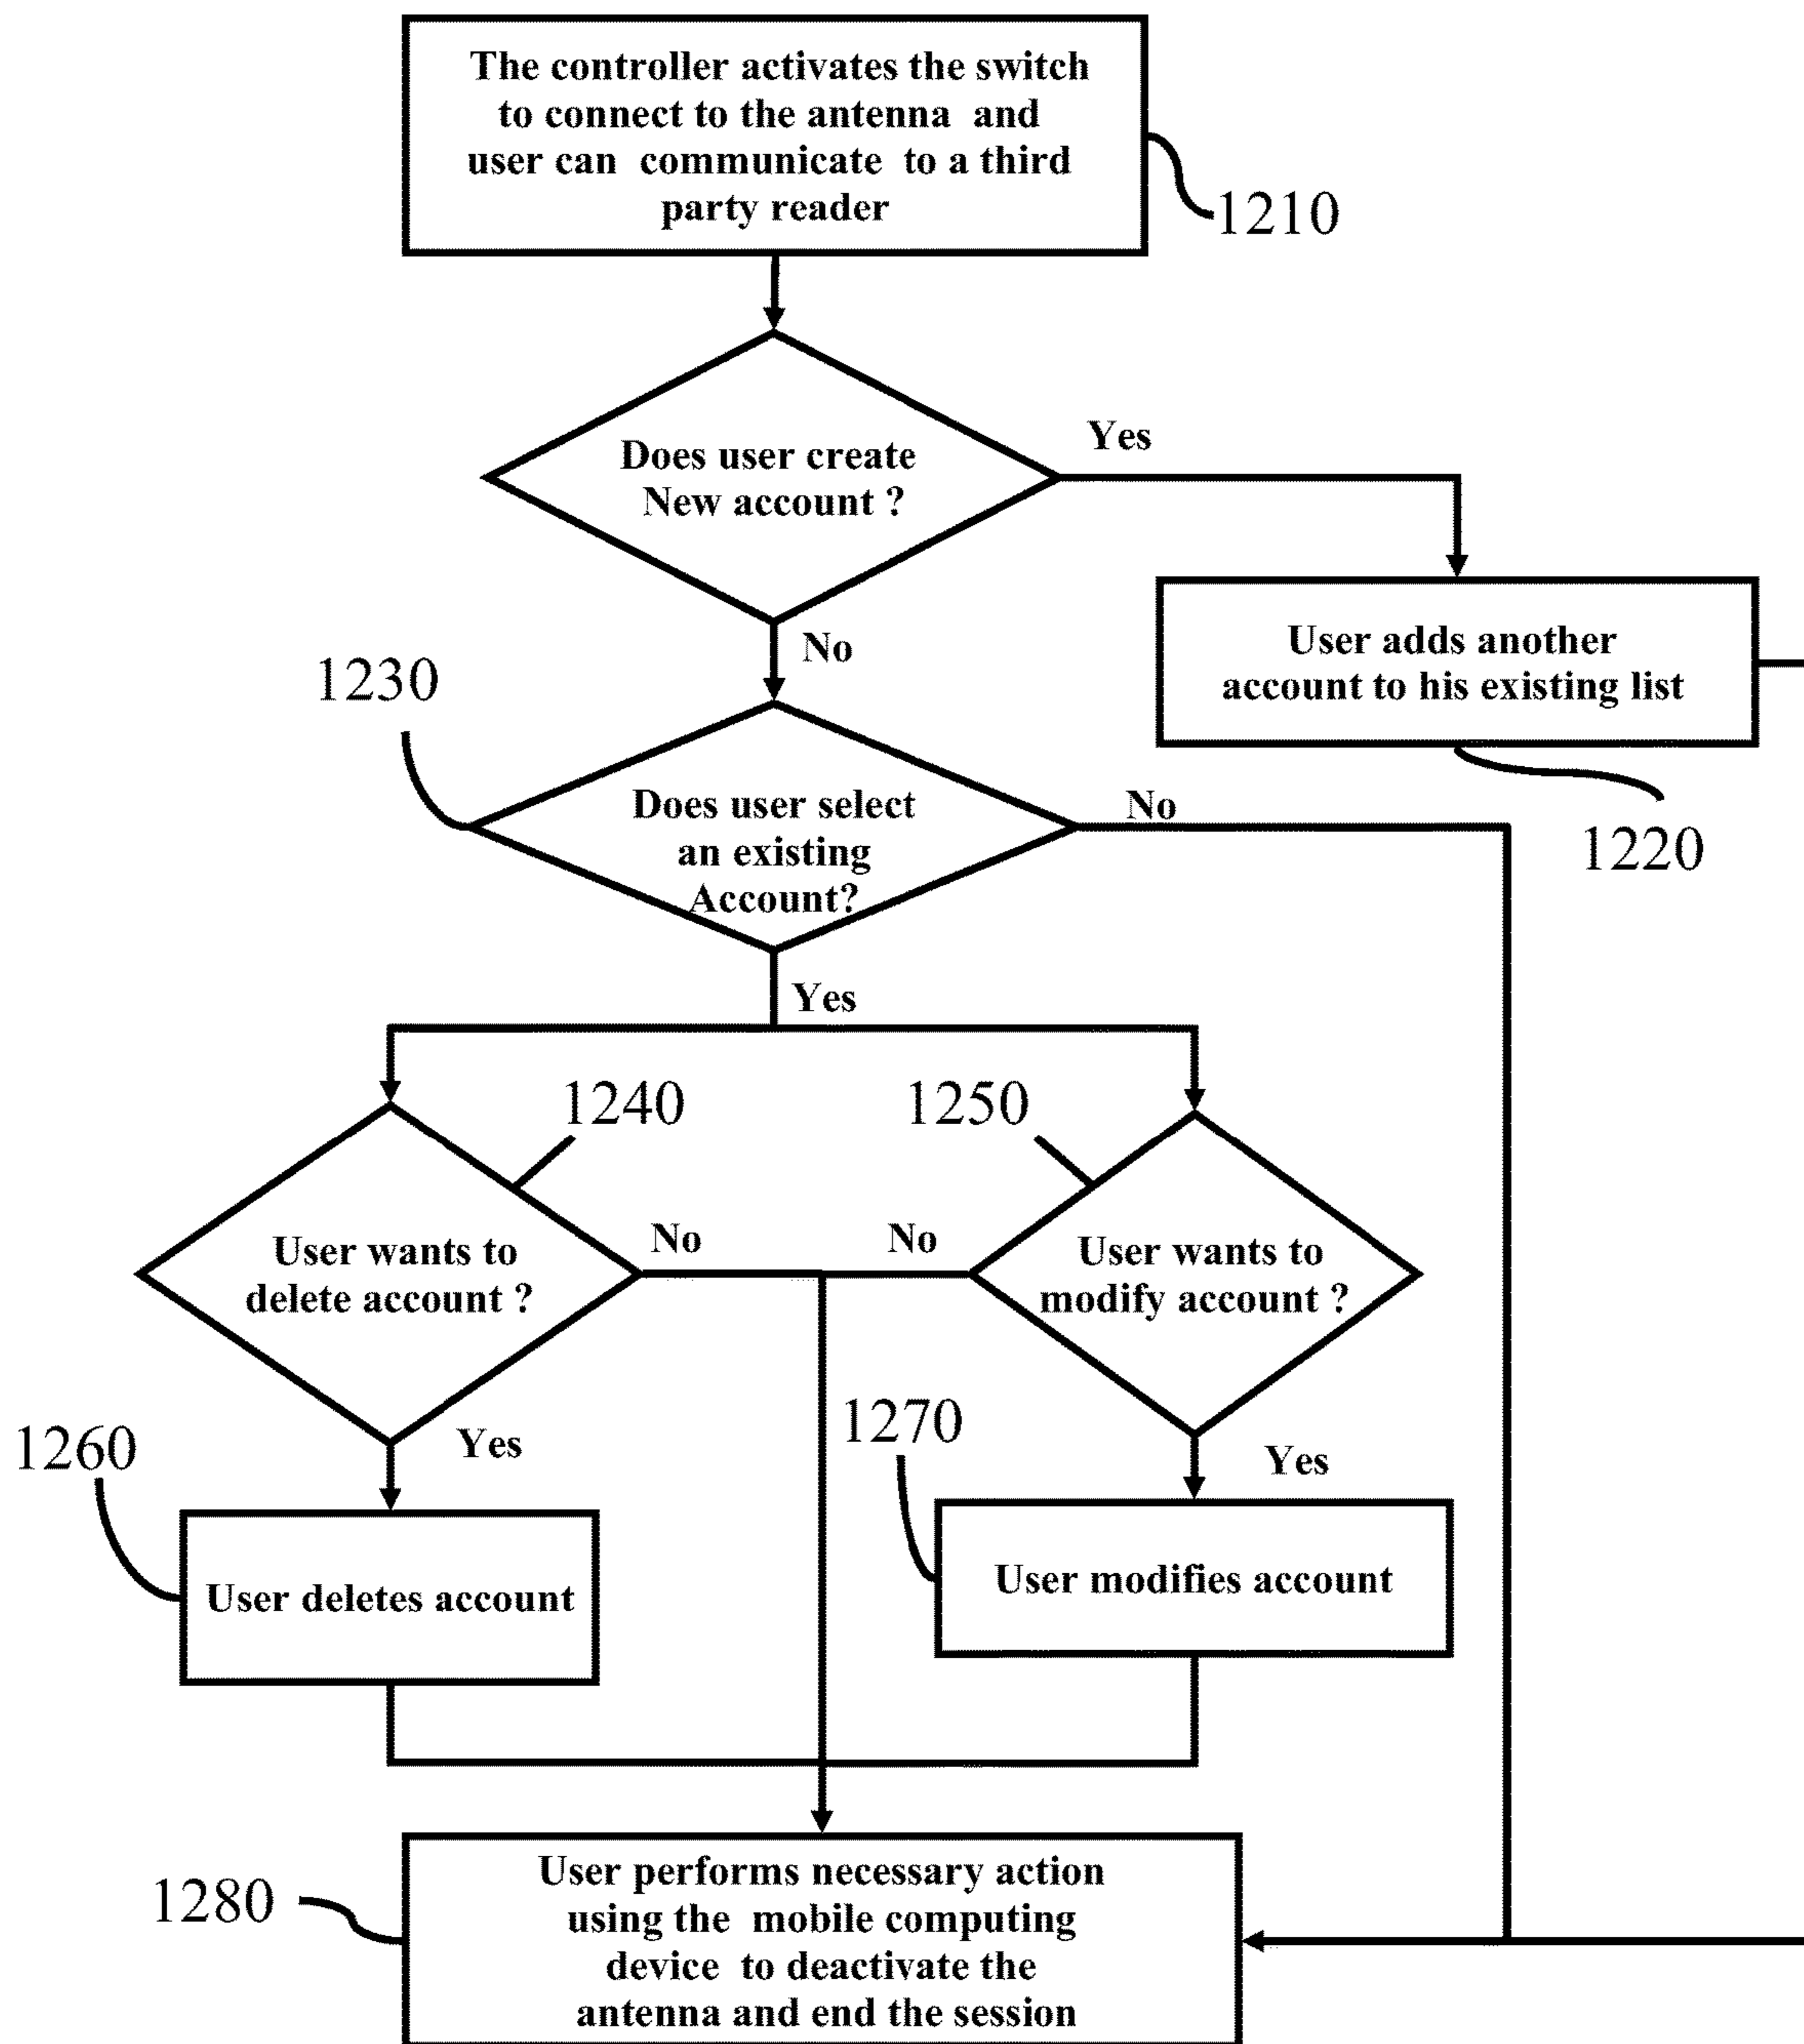 The controller activates the switch
to connect to the antenna and
user can communicate to a third
party reader
1210
Does user create
New account ?
Yes
No
User adds another
account to his existing list
1220
1230
Does user select
an existing
Account?
No
Yes
1240
1250
User wants to
delete account ?
No
No
User wants to
modify account ?
1260
Yes
1270
Yes
User deletes account
User modifies account
1280
User performs necessary action
using the mobile computing
device to deactivate the
antenna and end the session